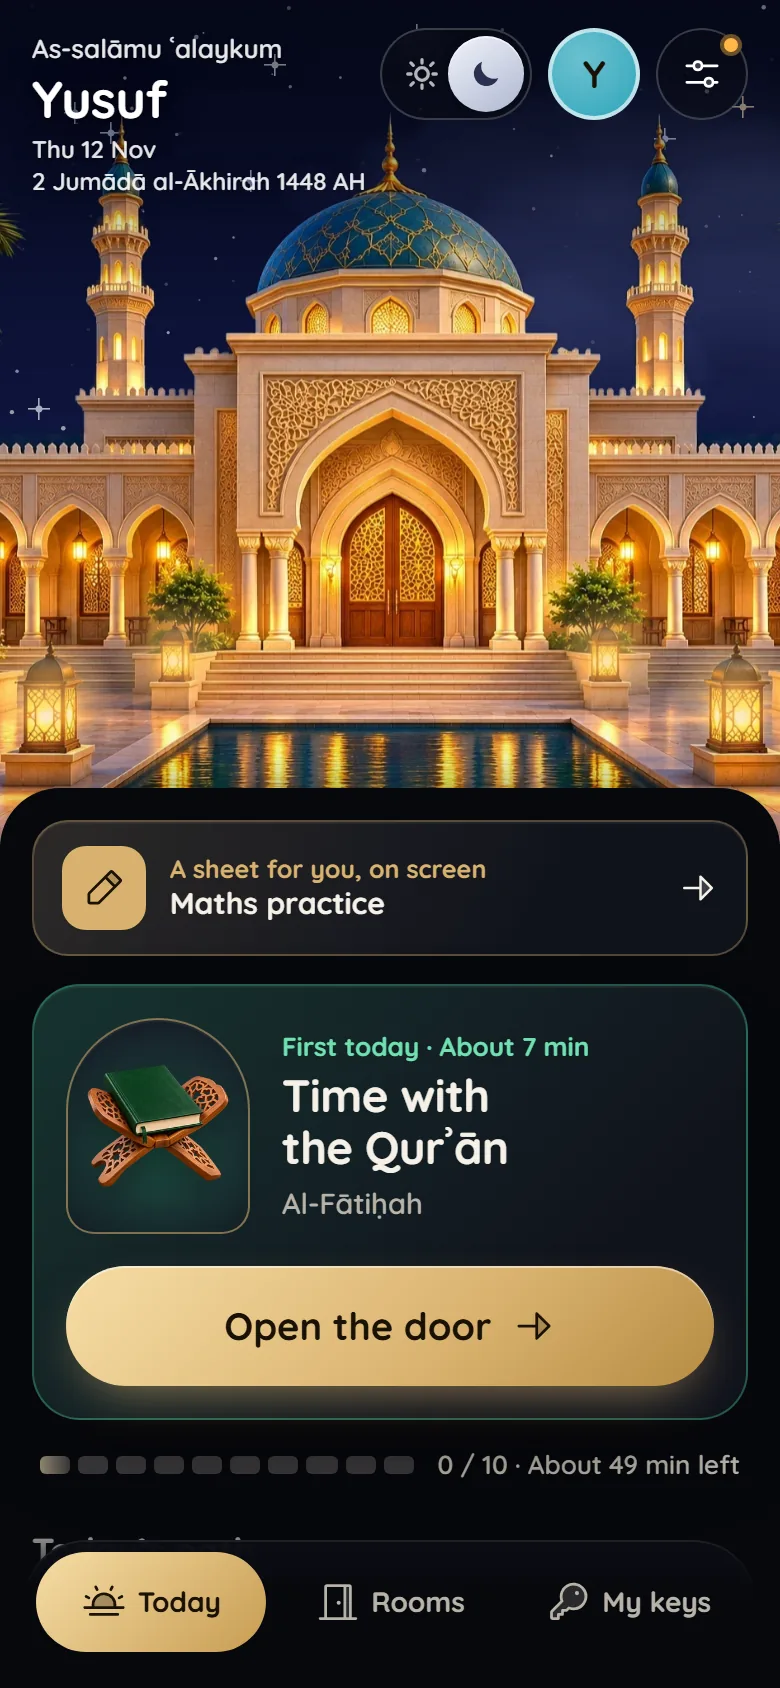 As-salāmu ʿalaykum
Yusuf
Thu 12 Nov
2 Jumādā al-Ākhirah 1448 AH
Y
A sheet for you, on screen
Maths practice
First today · About 7 min
Time with
the Qurʾān
Al-Fātiḥah
Open the door
0 / 10 · About 49 min left
Today
Rooms
My keys